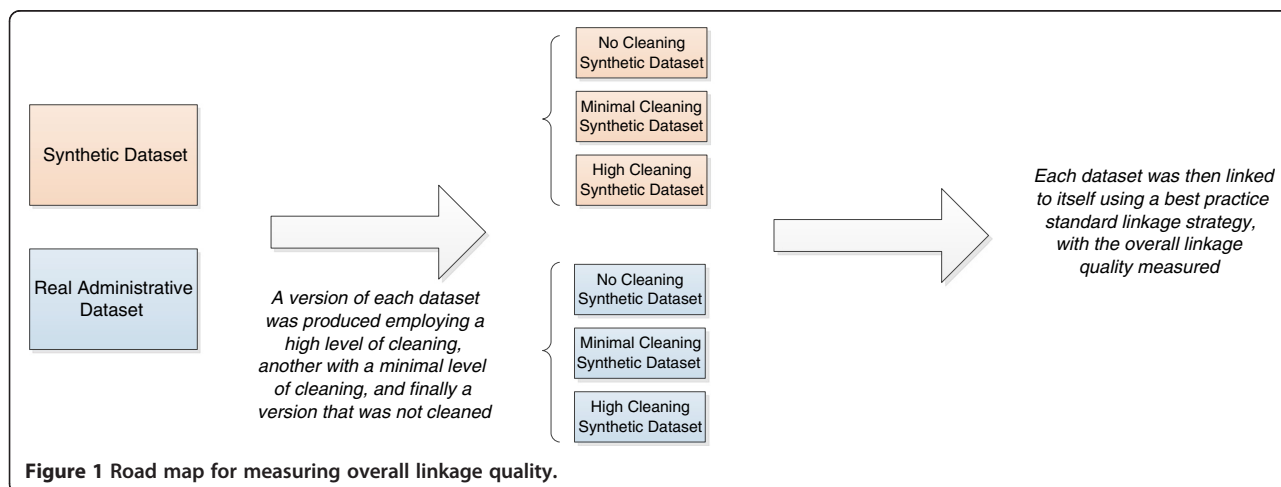 Synthetic Dataset
Real Administrative
Dataset
A version of each dataset
was produced employing a
high level of cleaning,
another with a minimal level
of cleaning, and finally a
version that was not cleaned
No Cleaning
Synthetic Dataset
Minimal Cleaning
Synthetic Dataset
High Cleaning
Synthetic Dataset
No Cleaning
Synthetic Dataset
Minimal Cleaning
Synthetic Dataset
High Cleaning
Synthetic Dataset
Each dataset was then linked
to itself using a best practice
standard linkage strategy,
with the overall linkage
quality measured
Figure 1 Road map for measuring overall linkage quality.